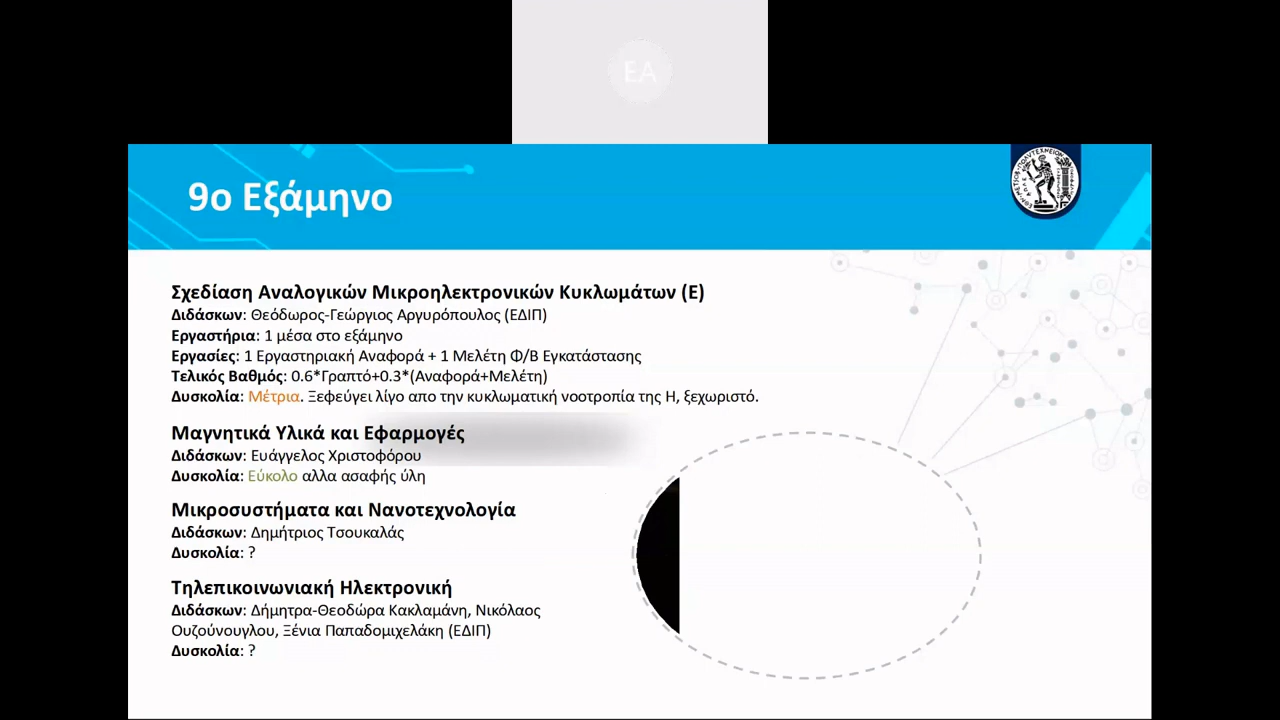 EA
9ο Εξάμηνο
Σχεδίαση Αναλογικών Μικροηλεκτρονικών Κυκλωμάτων (Ε)
Διδάσκων: Θεόδωρος-Γεώργιος Αργυρόπουλος (ΕΔΙΠ)
Εργαστήρια: 1 μέσα στο εξάμηνο
Εργασίες: 1 Εργαστηριακή Αναφορά + 1 Μελέτη Φ/Β Εγκατάστασης
Τελικός Βαθμός: 0.6*Γραπτό+0.3*(Αναφορά+Μελέτη)
Δυσκολία: Μέτρια. Ξεφεύγει λίγο απο την κυκλωματική νοοτροπία της Η, ξεχωριστό.
Μαγνητικά Υλικά και Εφαρμογές
Διδάσκων: Ευάγγελος Χριστοφόρου
Δυσκολία: Εύκολο αλλα ασαφής ύλη
Μικροσυστήματα και Νανοτεχνολογία
Διδάσκων: Δημήτριος Τσουκαλάς
Δυσκολία: ?
Τηλεπικοινωνιακή Ηλεκτρονική
Διδάσκων: Δήμητρα-Θεοδώρα Κακλαμάνη, Νικόλαος
Ουζούνουγλου, Ξένια Παπαδομιχελάκη (ΕΔΙΠ)
Δυσκολία: ?